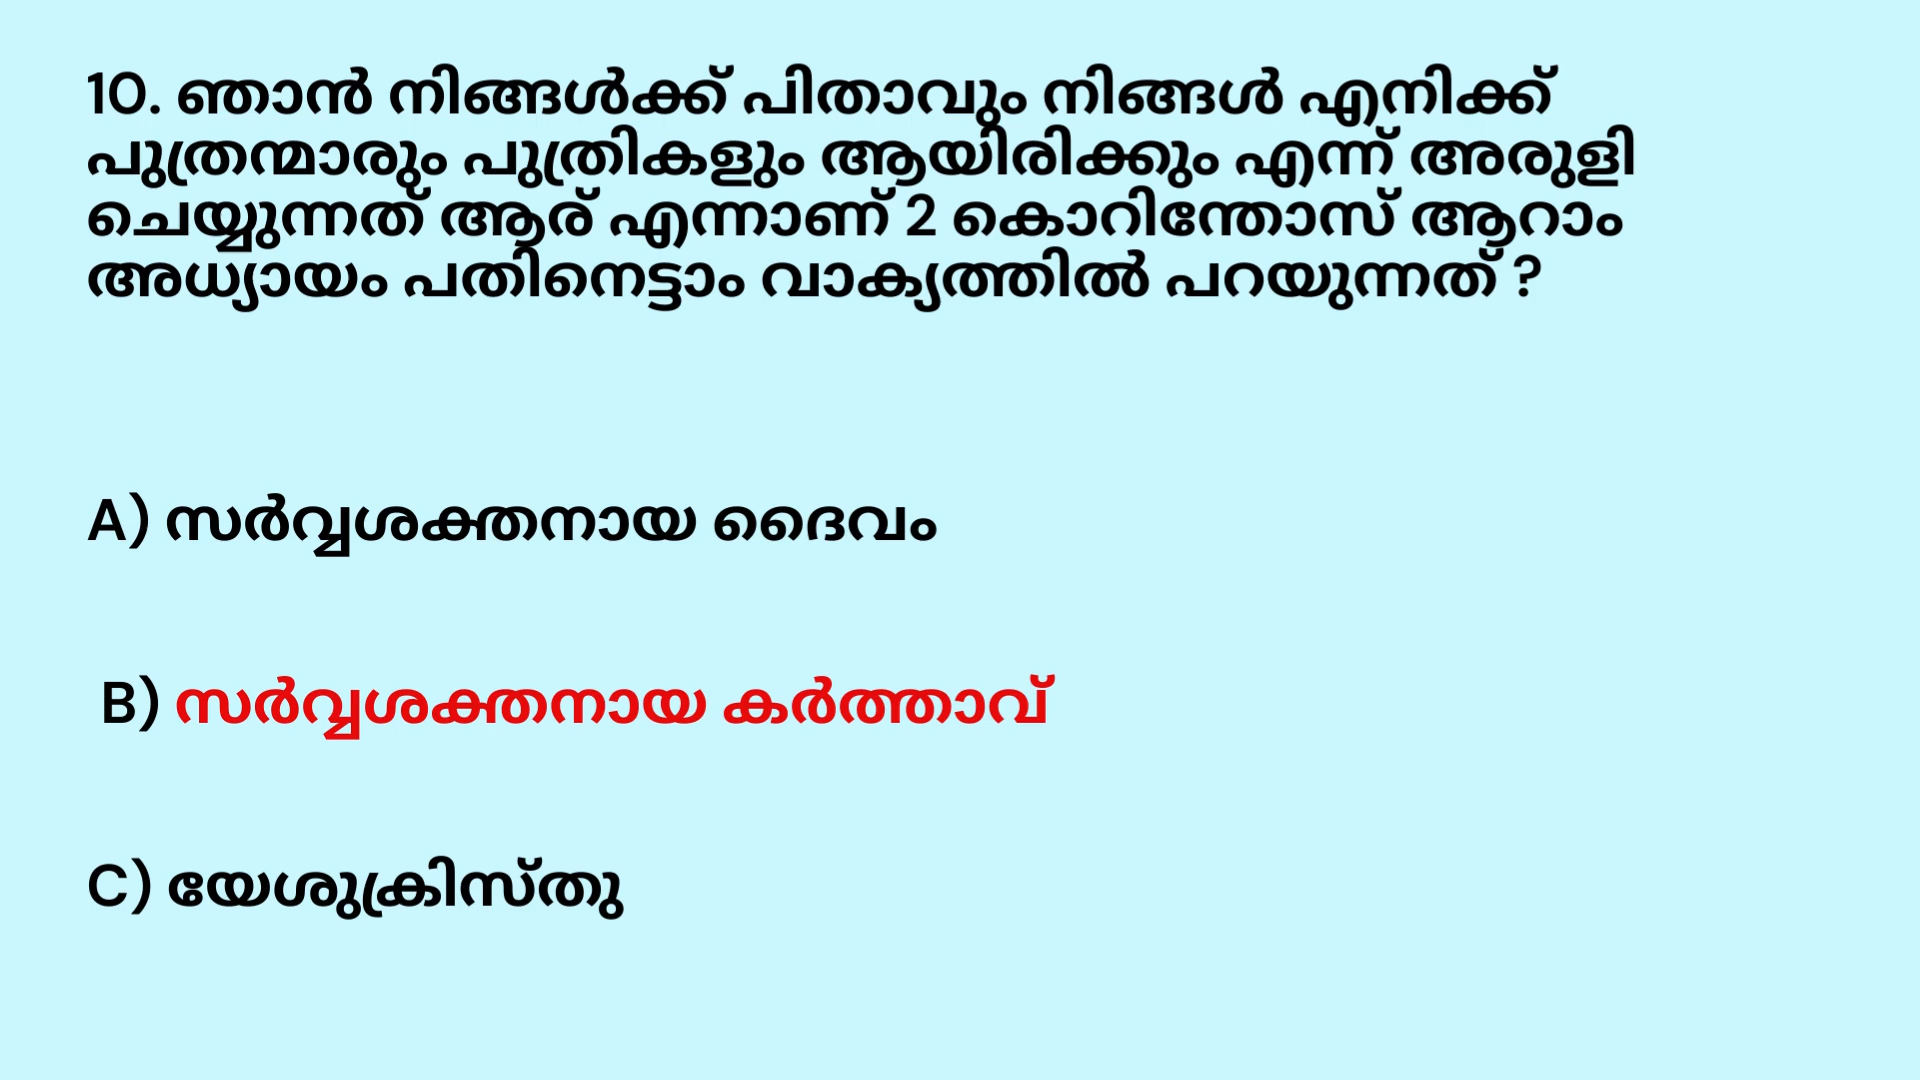 10. ഞാൻ നിങ്ങൾക്ക് പിതാവും നിങ്ങൾ എനിക്ക്
പുത്രന്മാരും പുത്രികളും ആയിരിക്കും എന്ന് അരുളി
ചെയ്യുന്നത് ആര് എന്നാണ് 2 കൊറിന്തോസ് ആറാം
അധ്യായം പതിനെട്ടാം വാക്യത്തിൽ പറയുന്നത് ?
A) സർവ്വശക്തനായ ദൈവം
B) സർവ്വശക്തനായ കർത്താവ്
C) യേശുക്രിസ്തു